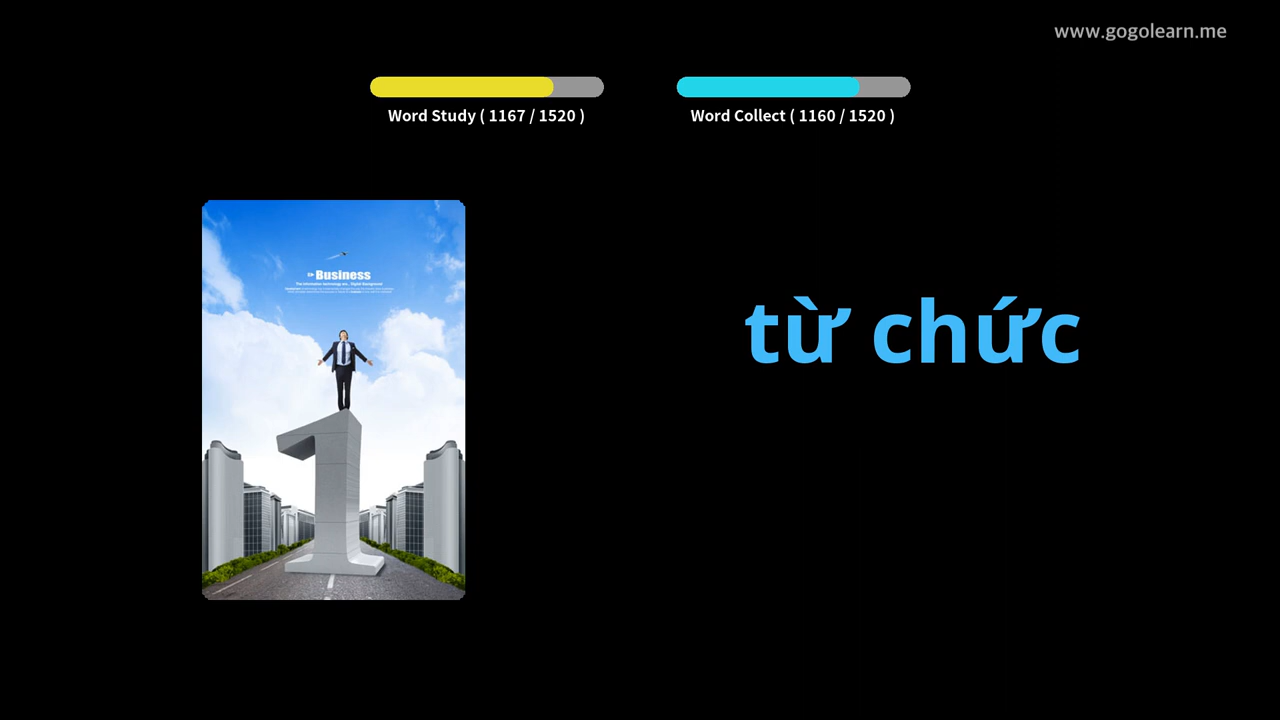 www.gogolearn.me
Word Study ( 1167 / 1520 )
Word Collect ( 1160 / 1520 )
Business
từ chức